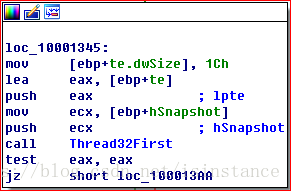 loc_10001345:
mov [ebp+te.dwSize], 1Ch
lea eax, [ebp+te]
push eax ; lpte
mov ecx, [ebp+hSnapshot]
push ecx ; hSnapshot
call Thread32First
test eax, eax
jz short loc_100013AA